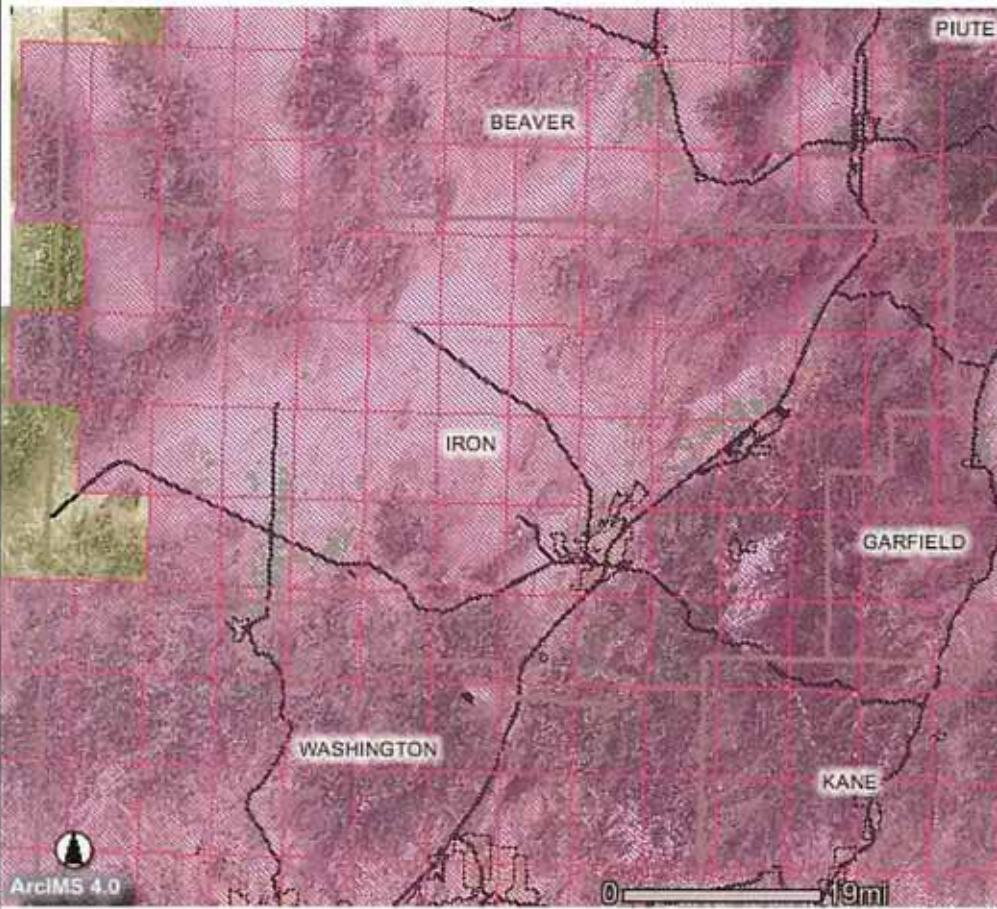 PIUTE
BEAVER
IRON
GARFIELD
WASHINGTON
KANE
ArcIMS 4.0
0 19mi